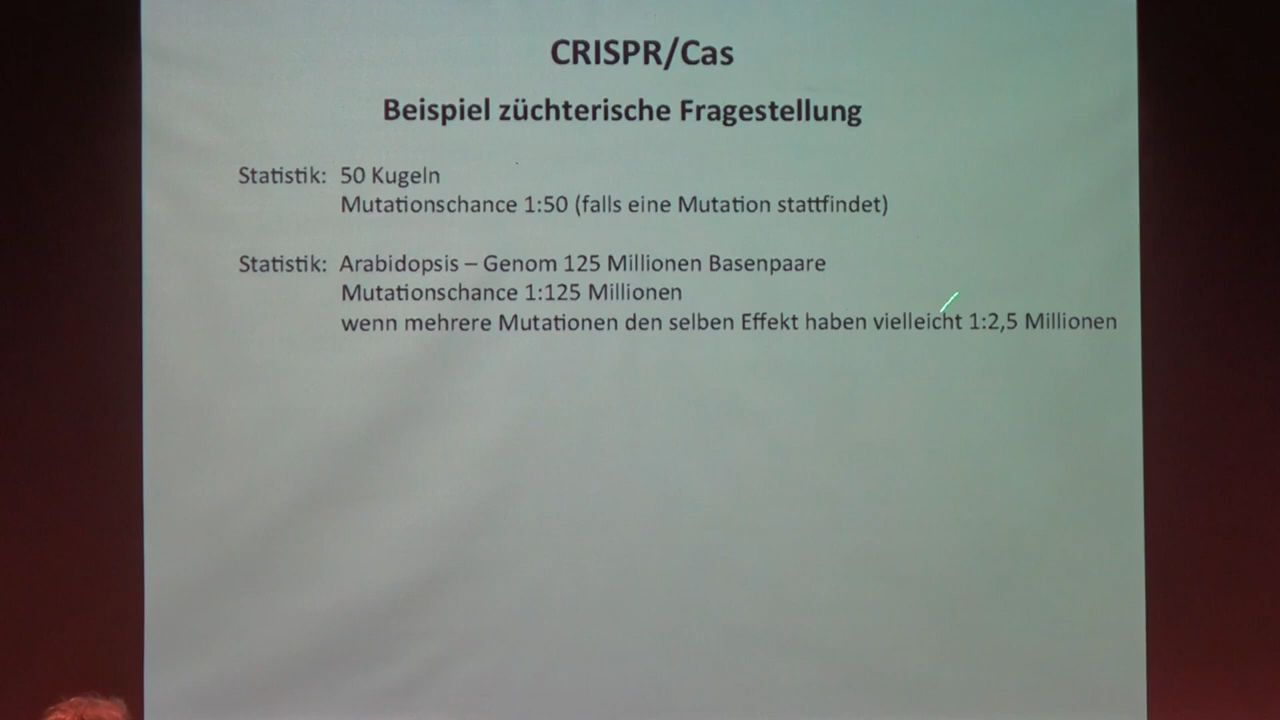 CRISPR/Cas
Beispiel züchterische Fragestellung
Statistik: 50 Kugeln
Mutationschance 1:50 (falls eine Mutation stattfindet)
Statistik: Arabidopsis – Genom 125 Millionen Basenpaare
Mutationschance 1:125 Millionen
wenn mehrere Mutationen den selben Effekt haben vielleicht 1:2,5 Millionen